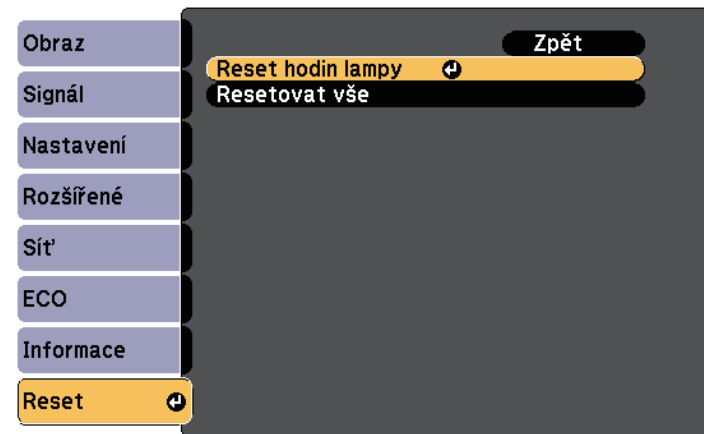 Obraz
Signál
Nastavení
Rozšířené
Síť
ECO
Informace
Reset
Zpět
Reset hodin lampy
Resetovat vše